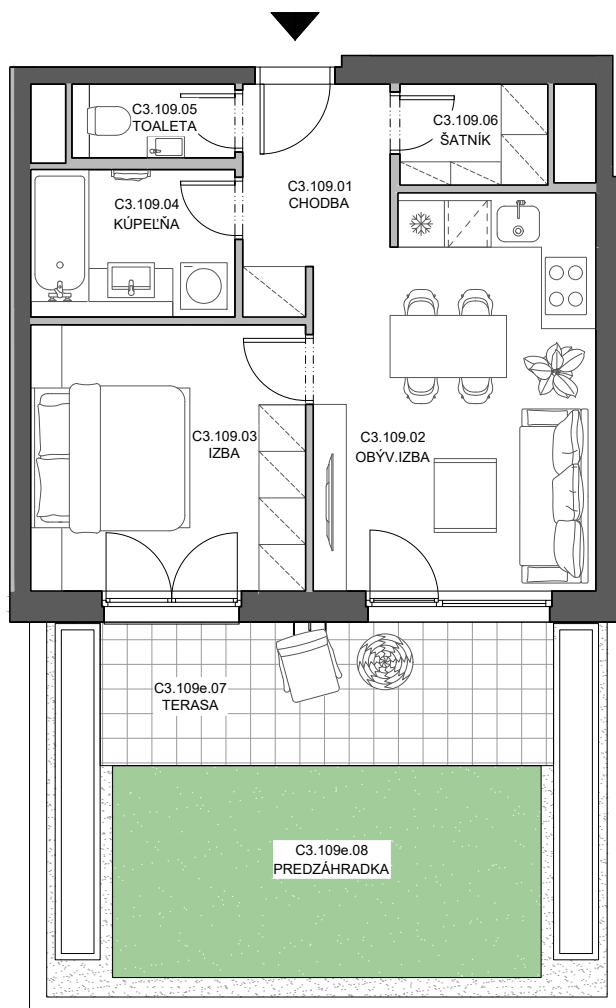 C3.109.05
TOALETA
C3.109.06
ŠATNÍK
C3.109.01
CHODBA
C3.109.04
KÚPEĽŇA
C3.109.03
IZBA
C3.109.02
OBÝV.IZBA
C3.109e.07
TERASA
C3.109e.08
PREDZÁHRADKA